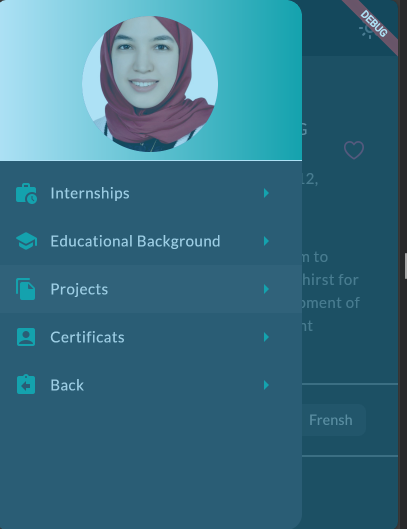 DEBUG
G
12,
Internships
Educational Background
m to
hirst for
Projects
oment of
nt
Certificats
Back
Frensh